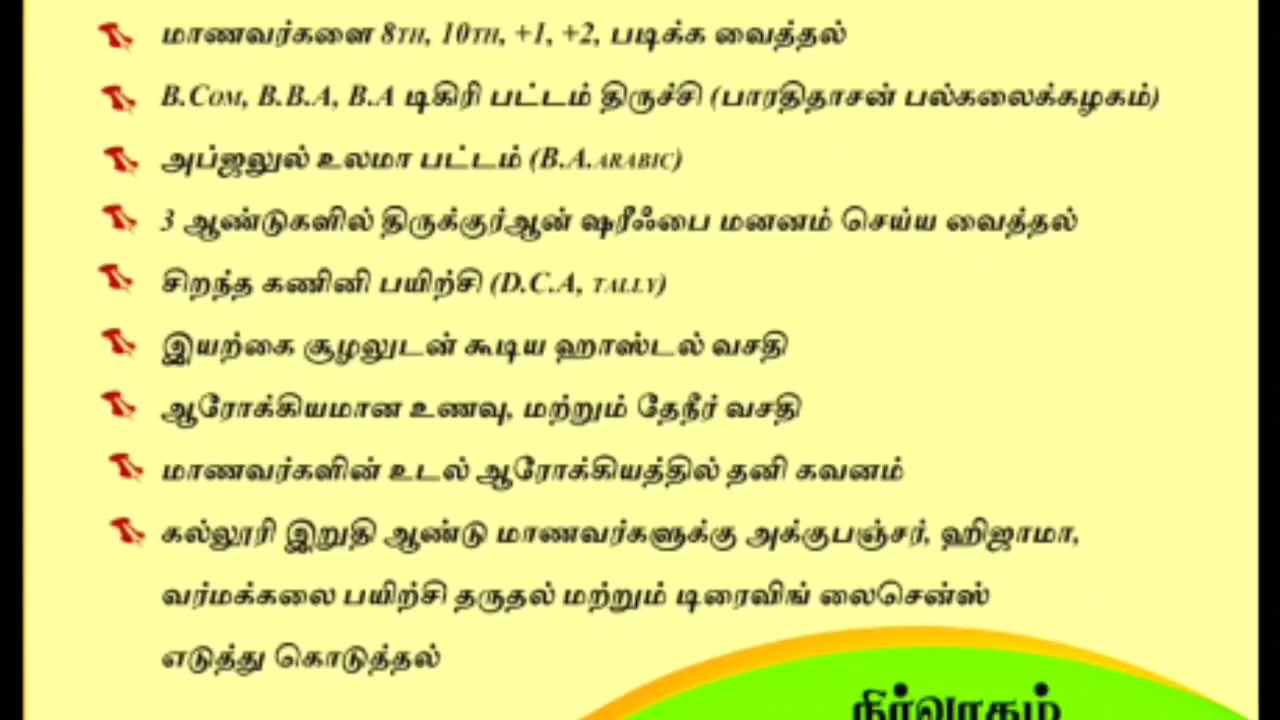 மாணவர்களை 8TH, 10TH, +1, +2, படிக்க வைத்தல்
B.COM, B.B.A, B.A டிகிரி பட்டம் திருச்சி (பாரதிதாசன் பல்கலைக்கழகம்)
அப்ஜலுல் உலமா பட்டம் (B.A.ARABIC)
3 ஆண்டுகளில் திருக்குர்ஆன் ஷரீஃபை மனனம் செய்ய வைத்தல்
சிறந்த கணினி பயிற்சி (D.C.A, TALLY)
இயற்கை சூழலுடன் கூடிய ஹாஸ்டல் வசதி
ஆரோக்கியமான உணவு, மற்றும் தேநீர் வசதி
மாணவர்களின் உடல் ஆரோக்கியத்தில் தனி கவனம்
கல்லூரி இறுதி ஆண்டு மாணவர்களுக்கு அக்குபஞ்சர், ஹிஜாமா,
வர்மக்கலை பயிற்சி தருதல் மற்றும் டிரைவிங் லைசென்ஸ்
எடுத்து கொடுத்தல்
நிர்வாகம்